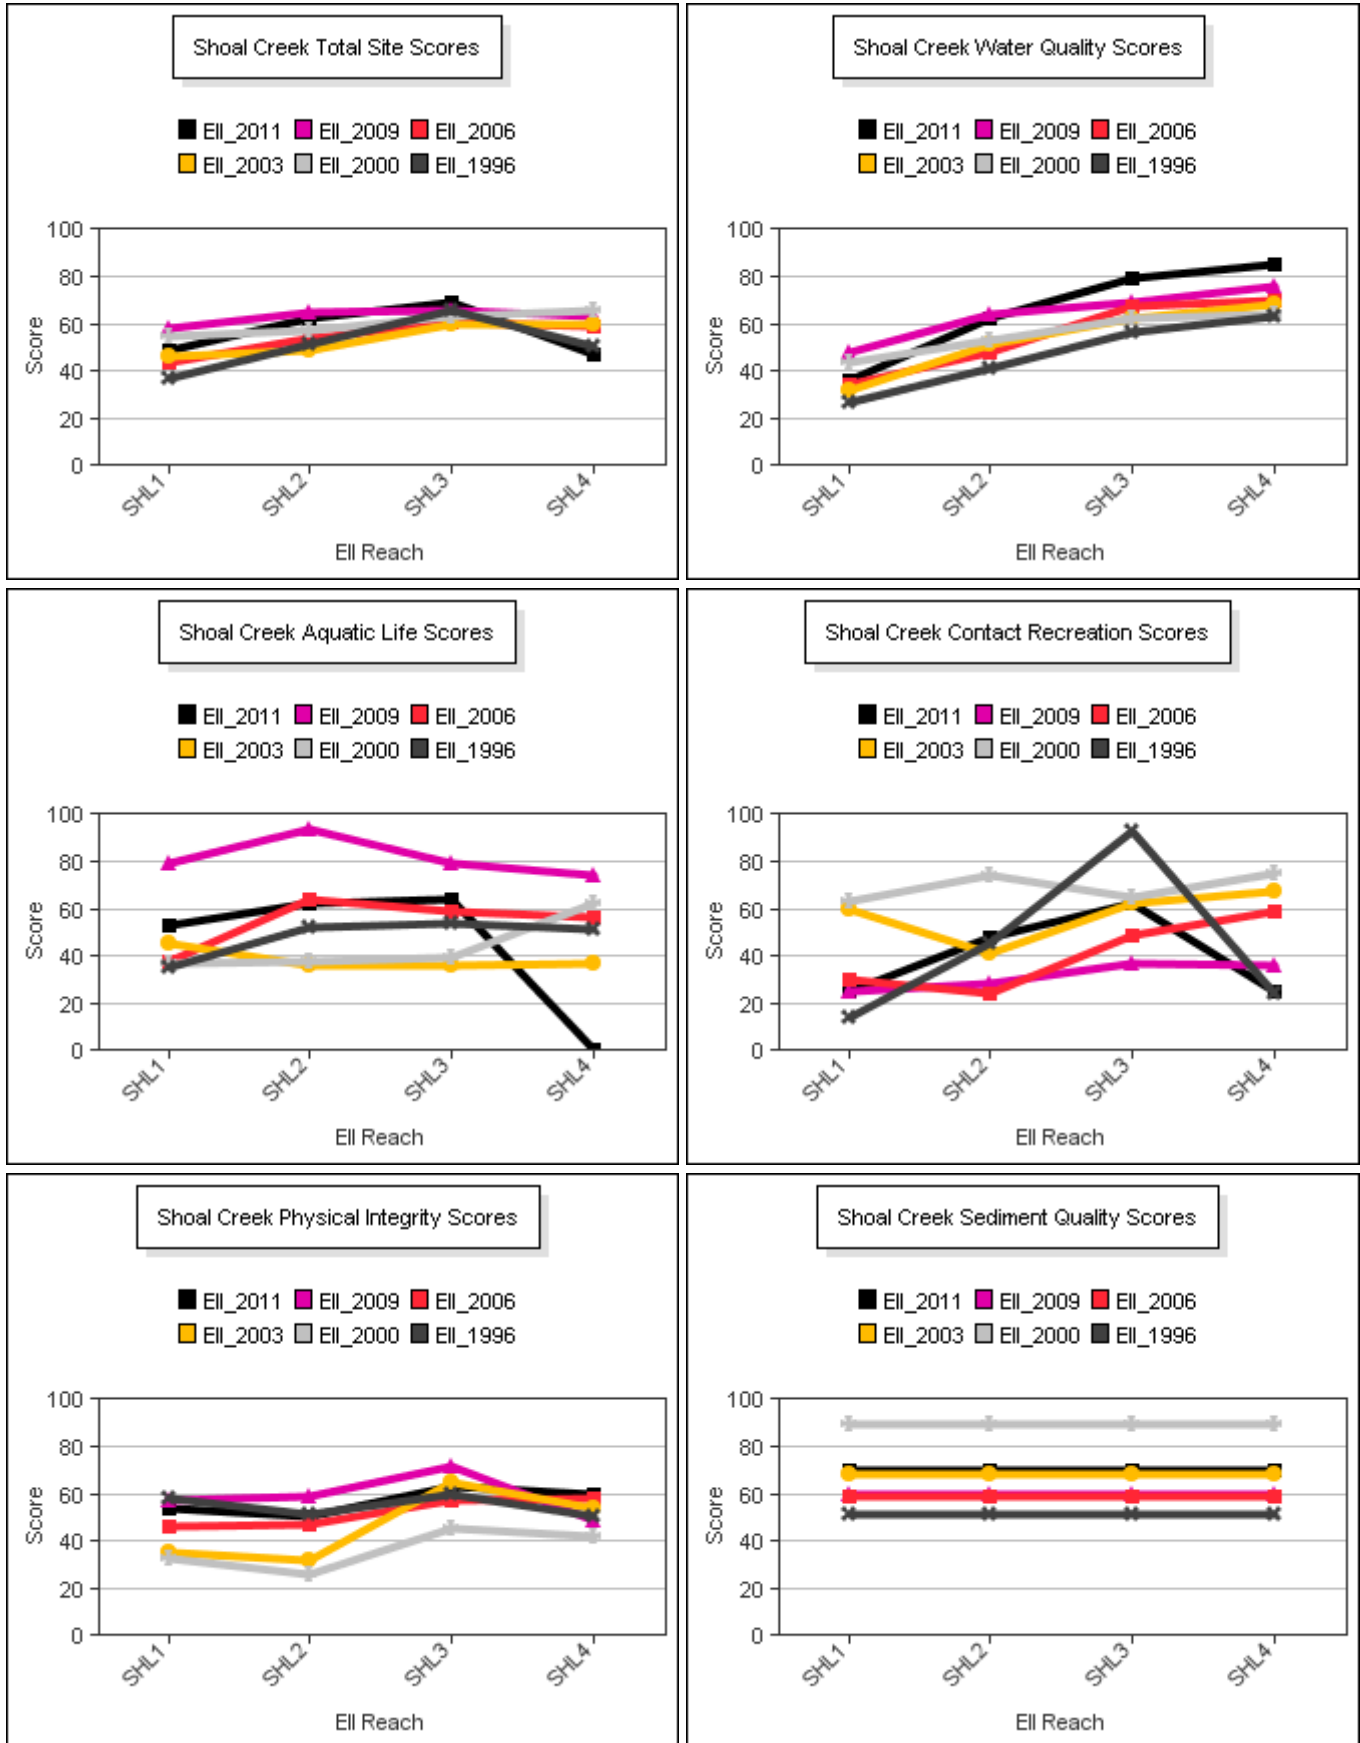 Shoal Creek Total Site Scores
EII_2011 EII_2009 EII_2006
EII_2003 EII_2000 EII_1996
100
80
60
40
20
0
Score
SHL1 SHL2 SHL3 SHL4
EII Reach
Shoal Creek Water Quality Scores
EII_2011 EII_2009 EII_2006
EII_2003 EII_2000 EII_1996
100
80
60
40
20
0
Score
SHL1 SHL2 SHL3 SHL4
EII Reach
Shoal Creek Aquatic Life Scores
EII_2011 EII_2009 EII_2006
EII_2003 EII_2000 EII_1996
100
80
60
40
20
0
Score
SHL1 SHL2 SHL3 SHL4
EII Reach
Shoal Creek Contact Recreation Scores
EII_2011 EII_2009 EII_2006
EII_2003 EII_2000 EII_1996
100
80
60
40
20
0
Score
SHL1 SHL2 SHL3 SHL4
EII Reach
Shoal Creek Physical Integrity Scores
EII_2011 EII_2009 EII_2006
EII_2003 EII_2000 EII_1996
100
80
60
40
20
0
Score
SHL1 SHL2 SHL3 SHL4
EII Reach
Shoal Creek Sediment Quality Scores
EII_2011 EII_2009 EII_2006
EII_2003 EII_2000 EII_1996
100
80
60
40
20
0
Score
SHL1 SHL2 SHL3 SHL4
EII Reach